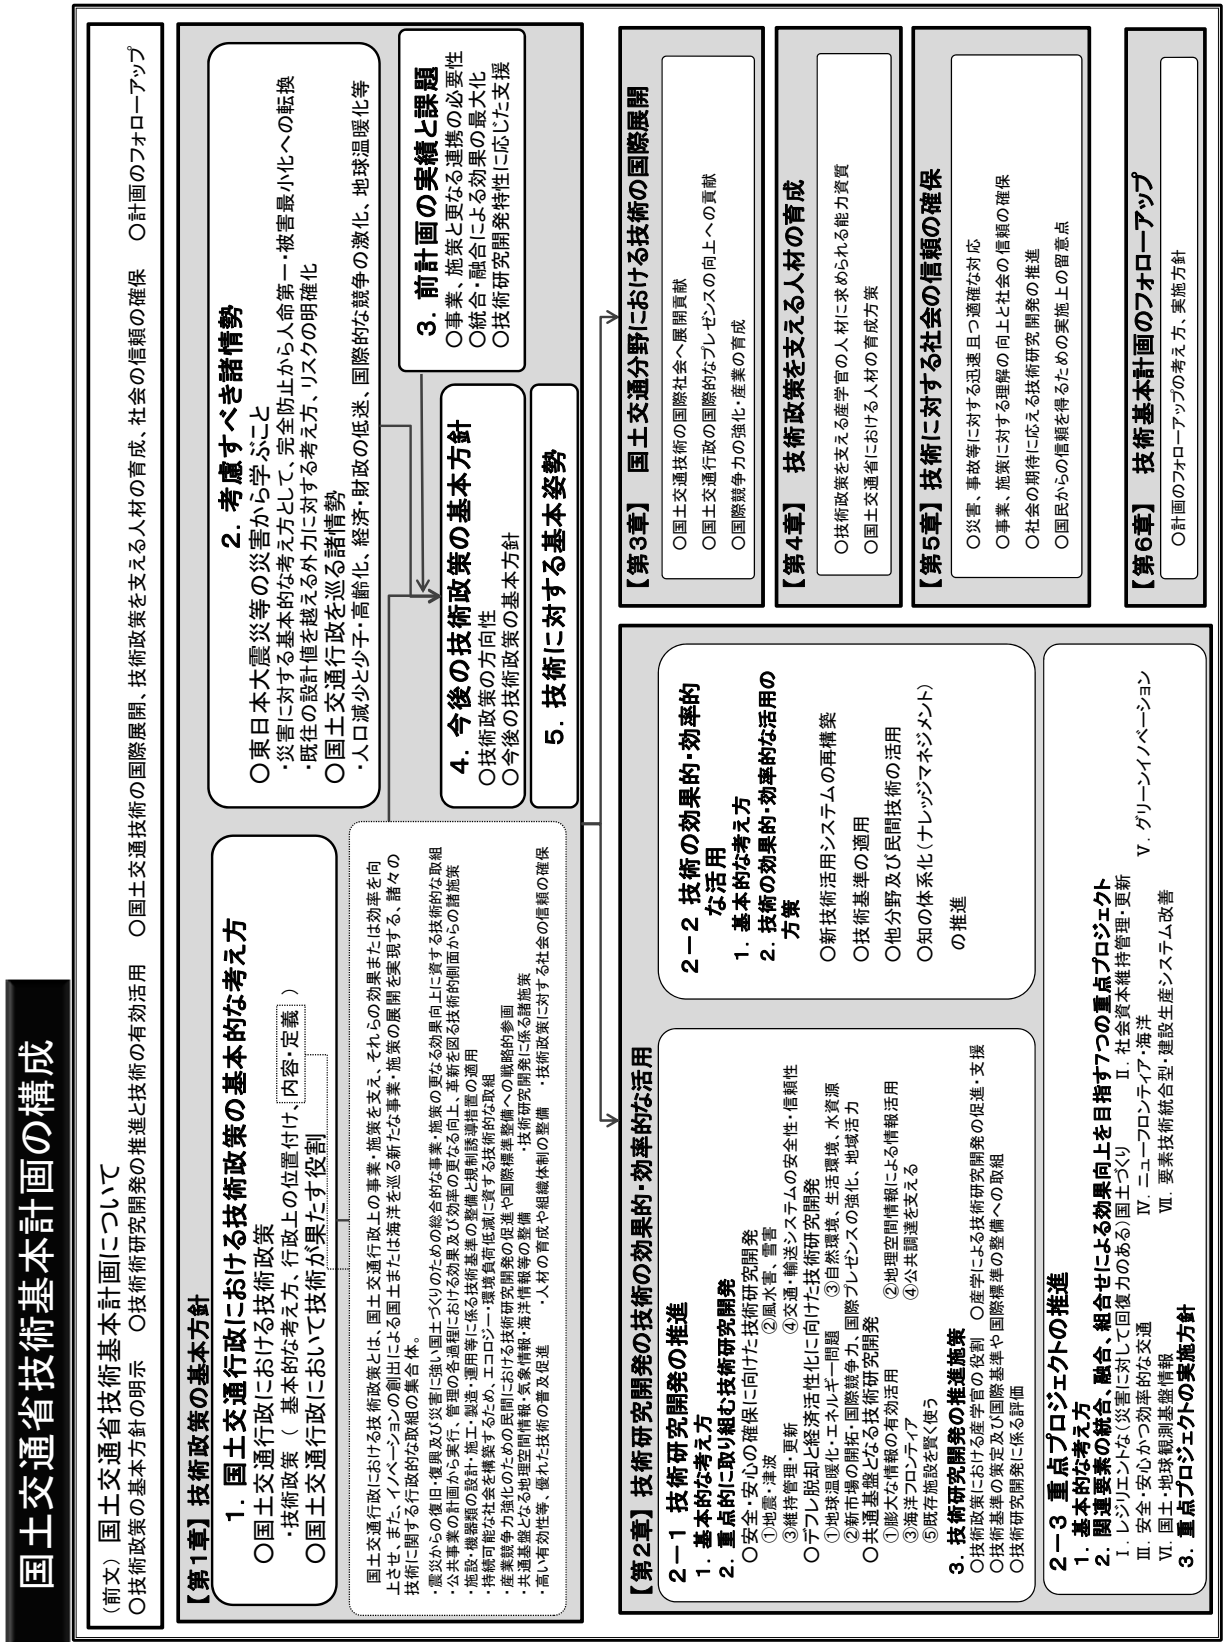 国土交通省技術基本計画の構成
（前文） 国土交通省技術基本計画について
○技術政策の基本方針の明示　○技術研究開発の推進と技術の有効活用　○国土交通技術の国際展開、技術政策を支える人材の育成、社会の信頼の確保　○計画のフォローアップ
【第１章】 技術政策の基本方針
１．国土交通行政における技術政策の基本的な考え方
○国土交通行政における技術政策
・技術政策（　基本的な考え方、行政上の位置付け、内容・定義　）
○国土交通行政において技術が果たす役割
国土交通行政における技術政策とは、国土交通行政上の事業・施策を支え、それらの効果または効率を向
上させ、また、イノベーションの創出による国土または海洋を巡る新たな事業・施策の展開を実現する、諸々の
技術に関する行政的な取組の集合体。
・震災からの復旧・復興及び災害に強い国土づくりのための総合的な事業・施策の更なる効果向上に資する技術的な取組
・公共事業の計画から実行、管理の各過程における効果及び効率の更なる向上、革新を図る技術的側面からの諸施策
・施設・機器類の設計・施工・製造・運用等に係る技術基準の整備と規制誘導措置の適用
・持続可能な社会を構築するため、エコロジー・環境負荷低減に資する技術的な取組
・産業競争力強化のための民間における技術研究開発の促進や国際標準整備への戦略的参画
・共通基盤となる地理空間情報・気象情報・海洋情報等の整備　・技術研究開発に係る諸施策
・高い有効性等、優れた技術の普及促進　・人材の育成や組織体制の整備　・技術政策に対する社会の信頼の確保
２．考慮すべき諸情勢
○東日本大震災等の災害から学ぶこと
・災害に対する基本的な考え方として、完全防止から人命第一・被害最小化への転換
・既往の設計値を越える外力に対する考え方、リスクの明確化
○国土交通行政を巡る諸情勢
・人口減少と少子・高齢化、経済・財政の低迷、国際的な競争の激化、地球温暖化等
３．前計画の実績と課題
○事業、施策と更なる連携の必要性
○統合・融合による効果の最大化
○技術研究開発特性に応じた支援
４．今後の技術政策の基本方針
○技術政策の方向性
○今後の技術政策の基本方針
５．技術に対する基本姿勢
【第２章】 技術研究開発の技術の効果的・効率的な活用
２－１ 技術研究開発の推進
１．基本的な考え方
２．重点的に取り組む技術研究開発
○安全・安心の確保に向けた技術研究開発
①地震・津波　②風水害、雪害
③維持管理・更新　④交通・輸送システムの安全性・信頼性
○デフレ脱却と経済活性化に向けた技術研究開発
①地球温暖化・エネルギー問題　③自然環境、生活環境、水資源
②新市場の開拓・国際競争力、国際プレゼンスの強化、地域活力
○共通基盤となる技術研究開発
①膨大な情報の有効活用　②地理空間情報による情報活用
③海洋フロンティア　④公共調達を支える
⑤既存施設を賢く使う
３．技術研究開発の推進施策
○技術政策における産学官の役割　○産学による技術研究開発の促進・支援
○技術基準の策定及び国際基準や国際標準の整備への取組
○技術研究開発に係る評価
２－２ 技術の効果的・効率的
な活用
１．基本的な考え方
２．技術の効果的・効率的な活用の
方策
○新技術活用システムの再構築
○技術基準の適用
○他分野及び民間技術の活用
○知の体系化（ナレッジマネジメント）
の推進
２－３ 重点プロジェクトの推進
１．基本的な考え方
２．関連要素の統合、融合、組合せによる効果向上を目指す７つの重点プロジェクト
Ⅰ．レジリエントな（災害に対して回復力のある）国土づくり　Ⅱ．社会資本維持管理・更新
Ⅲ．安全・安心かつ効率的な交通　Ⅳ．ニューフロンティア・海洋　Ⅴ．グリーンイノベーション
Ⅵ．国土・地球観測基盤情報　Ⅶ．要素技術統合型・建設生産システム改善
３．重点プロジェクトの実施方針
【第３章】　国土交通分野における技術の国際展開
○国土交通技術の国際社会へ展開貢献
○国土交通行政の国際的なプレゼンスの向上への貢献
○国際競争力の強化・産業の育成
【第４章】　技術政策を支える人材の育成
○技術政策を支える産学官の人材に求められる能力資質
○国土交通省における人材の育成方策
【第５章】 技術に対する社会の信頼の確保
○災害、事故等に対する迅速且つ適確な対応
○事業、施策に対する理解の向上と社会の信頼の確保
○社会の期待に応える技術研究開発の推進
○国民からの信頼を得るための実施上の留意点
【第６章】　技術基本計画のフォローアップ
○計画のフォローアップの考え方、実施方針